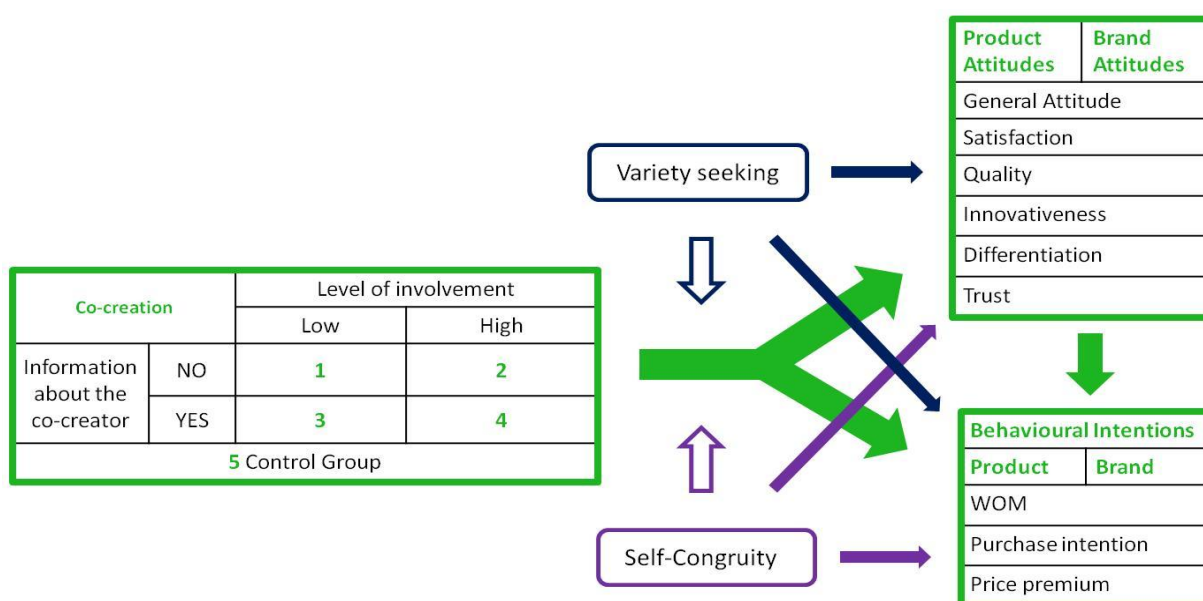 Product Attitudes
Brand Attitudes
General Attitude
Satisfaction
Quality
Innovativeness
Differentiation
Trust
Variety seeking
Co-creation
Level of involvement
Low
High
Information about the co-creator
NO
1
2
YES
3
4
5 Control Group
Self-Congruity
Behavioural Intentions
Product
Brand
WOM
Purchase intention
Price premium